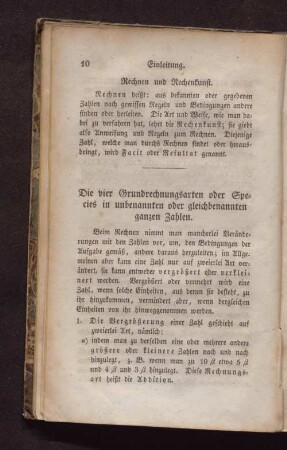 10 Einleitung.
Rechnen und Rechenkunst.
Rechnen heißt: aus bekannten oder gegebenen
Zahlen nach gewissen Regeln und Bedingungen andere
finden oder herleiten. Die Art und Weise, wie man da-
bei zu verfahren hat, lehrt die Rechenkunst; sie giebt
also Anweisung und Regeln zum Rechnen. Diejenige
Zahl, welche man durchs Rechnen findet oder heraus-
bringt, wird Facit oder Resultat genannt.
Die vier Grundrechnungsarten oder Spe-
cies in unbenannten oder gleichbenannten
ganzen Zahlen.
Beim Rechnen nimmt man mancherlei Verände-
rungen mit den Zahlen vor, um, den Bedingungen der
Aufgabe gemäß, andere daraus herzuleiten; im Allge-
meinen aber kann eine Zahl nur auf zweierlei Art ver-
ändert, sie kann entweder vergrößert oder verklei-
nert werden. Vergrößert oder vermehrt wird eine
Zahl, wenn solche Einheiten, aus denen sie besteht, zu
ihr hinzukommen, vermindert aber, wenn dergleichen
Einheiten von ihr hinweggenommen werden.
1. Die Vergrößerung einer Zahl geschieht auf
zweierlei Art, nämlich:
a) indem man zu derselben eine oder mehrere andere
größere oder kleinere Zahlen nach und nach
hinzulegt, z. B. wenn man zu 10 ß etwa 5 ß
und 4 ß und 3 ß hinzulegt. Diese Rechnungs-
art heißt die Addition.